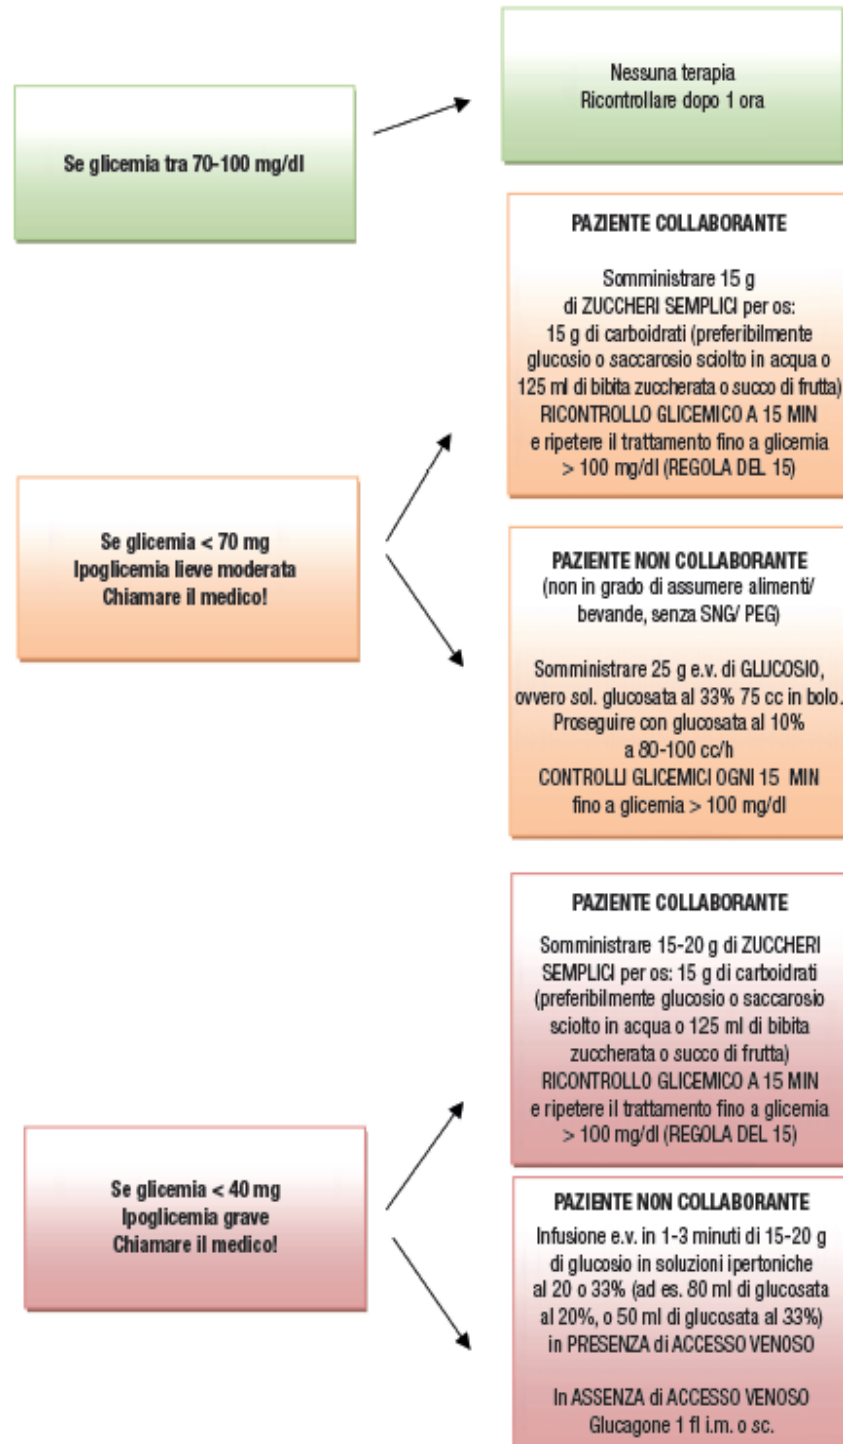 Se glicemia tra 70-100 mg/dl
Nessuna terapia
Ricontrollare dopo 1 ora
Se glicemia < 70 mg
Ipoglicemia lieve moderata
Chiamare il medico!
PAZIENTE COLLABORANTE
Somministrare 15 g
di ZUCCHERI SEMPLICI per os:
15 g di carboidrati (preferibilmente
glucosio o saccarosio sciolto in acqua o
125 ml di bibita zuccherata o succo di frutta)
RICONTROLLO GLICEMICO A 15 MIN
e ripetere il trattamento fino a glicemia
> 100 mg/dl (REGOLA DEL 15)
PAZIENTE NON COLLABORANTE
(non in grado di assumere alimenti/
bevande, senza SNG/ PEG)
Somministrare 25 g e.v. di GLUCOSIO,
ovvero sol. glucosata al 33% 75 cc in bolo.
Proseguire con glucosata al 10%
a 80-100 cc/h
CONTROLLI GLICEMICI OGNI 15 MIN
fino a glicemia > 100 mg/dl
Se glicemia < 40 mg
Ipoglicemia grave
Chiamare il medico!
PAZIENTE COLLABORANTE
Somministrare 15-20 g di ZUCCHERI
SEMPLICI per os: 15 g di carboidrati
(preferibilmente glucosio o saccarosio
sciolto in acqua o 125 ml di bibita
zuccherata o succo di frutta)
RICONTROLLO GLICEMICO A 15 MIN
e ripetere il trattamento fino a glicemia
> 100 mg/dl (REGOLA DEL 15)
PAZIENTE NON COLLABORANTE
Infusione e.v. in 1-3 minuti di 15-20 g
di glucosio in soluzioni ipertoniche
al 20 o 33% (ad es. 80 ml di glucosata
al 20%, o 50 ml di glucosata al 33%)
in PRESENZA di ACCESSO VENOSO
In ASSENZA di ACCESSO VENOSO
Glucagone 1 fl i.m. o sc.